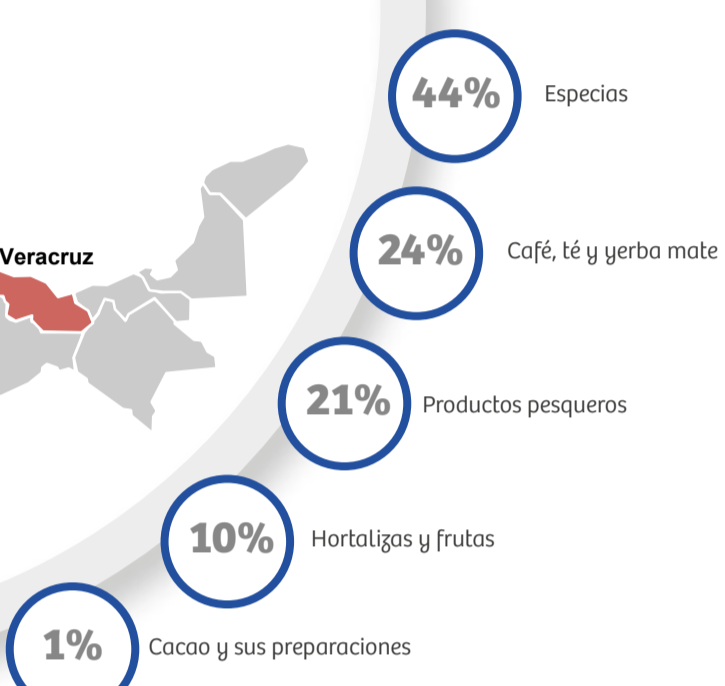 44%
Especias
24%
Café, té y yerba mate
Veracruz
21%
Productos pesqueros
10%
Hortalizas y frutas
1%
Cacao y sus preparaciones